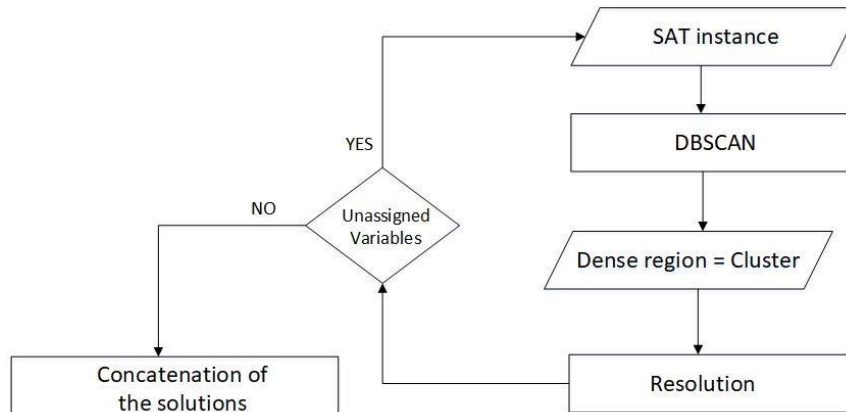 SAT instance
DBSCAN
YES
NO
Unassigned
Variables
Dense region = Cluster
Resolution
Concatenation of
the solutions